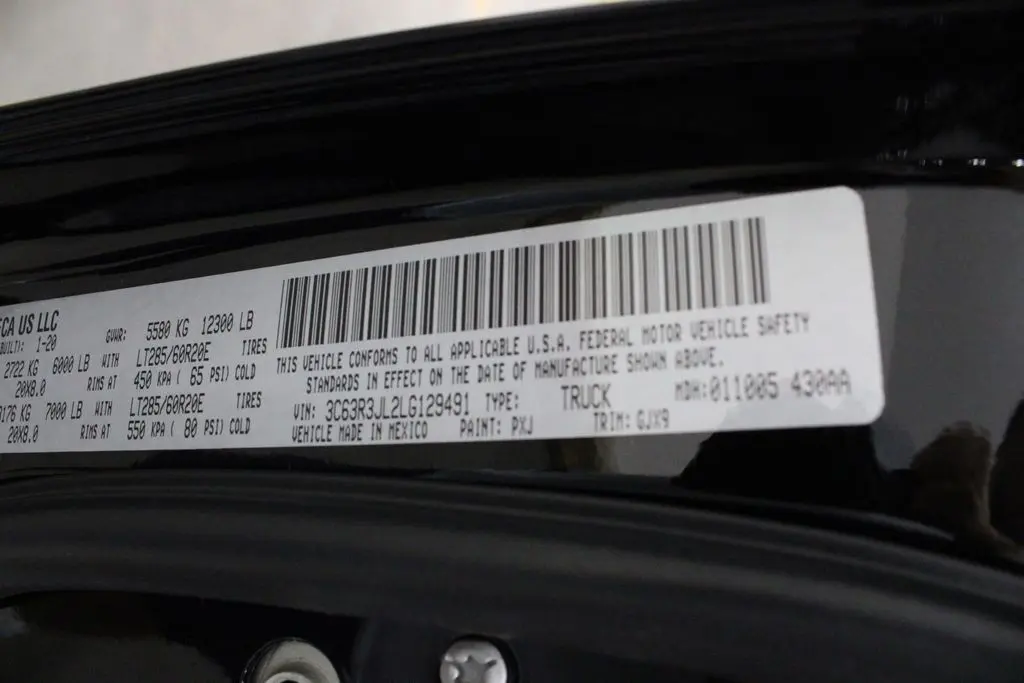 FCA US LLC
1-20
GVWR: 5580 KG 12300 LB
2722 KG 6000 LB WITH LT285/60R20E TIRES
20X8.0 RIMS AT 450 KPA ( 65 PSI) COLD
3176 KG 7000 LB WITH LT285/60R20E TIRES
20X8.0 RIMS AT 550 KPA ( 80 PSI) COLD
THIS VEHICLE CONFORMS TO ALL APPLICABLE U.S.A. FEDERAL MOTOR VEHICLE SAFETY
STANDARDS IN EFFECT ON THE DATE OF MANUFACTURE SHOWN ABOVE.
VIN: 3C63R3JL2LG129491 TYPE: TRUCK MDH:011005 430AA
VEHICLE MADE IN MEXICO PAINT: PXJ TRIM: GJX9